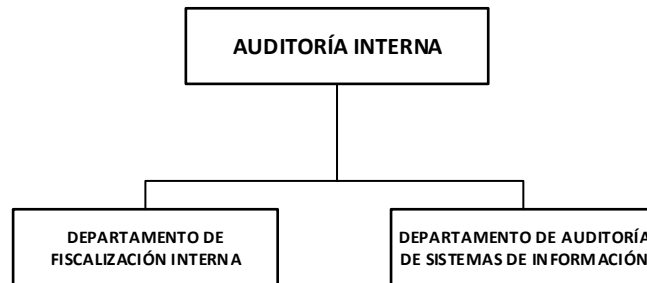 AUDITORÍA INTERNA
DEPARTAMENTO DE
FISCALIZACIÓN INTERNA
DEPARTAMENTO DE AUDITORÍA
DE SISTEMAS DE INFORMACIÓN